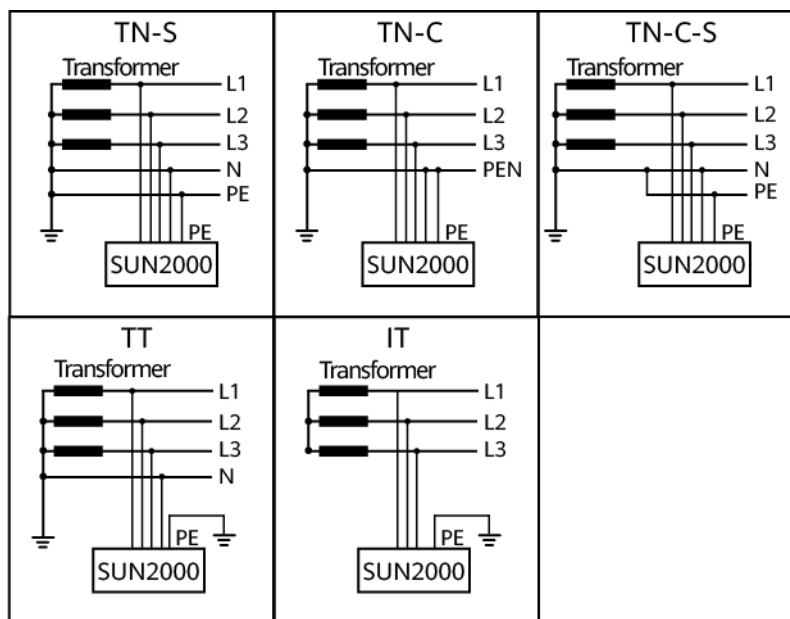 TN-S
Transformer
L1
L2
L3
N
PE
PE
SUN2000
TN-C
Transformer
L1
L2
L3
PEN
PE
SUN2000
TN-C-S
Transformer
L1
L2
L3
N
PE
PE
SUN2000
TT
Transformer
L1
L2
L3
N
PE
SUN2000
IT
Transformer
L1
L2
L3
PE
SUN2000